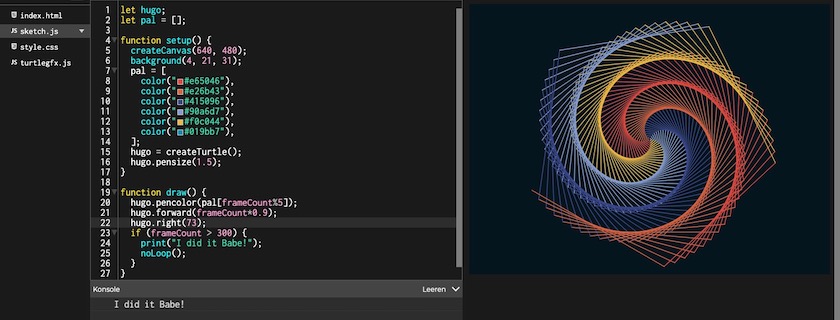 index.html
sketch.js
style.css
turtlegfx.js
1 let hugo;
2 let pal = [];
3
4 function setup() {
5 createCanvas(640, 480);
6 background(4, 21, 31);
7 pal = [
8 color("#e65046"),
9 color("#e26b43"),
10 color("#415096"),
11 color("#90a6d7"),
12 color("#f0c044"),
13 color("#019bb7"),
14 ];
15 hugo = createTurtle();
16 hugo.pensize(1.5);
17 }
18
19 function draw() {
20 hugo.pencolor(pal[frameCount%5]);
21 hugo.forward(frameCount*0.9);
22 hugo.right(73);
23 if (frameCount > 300) {
24 print("I did it Babe!");
25 noLoop();
26 }
27 }
Konsole Leeren
I did it Babe!